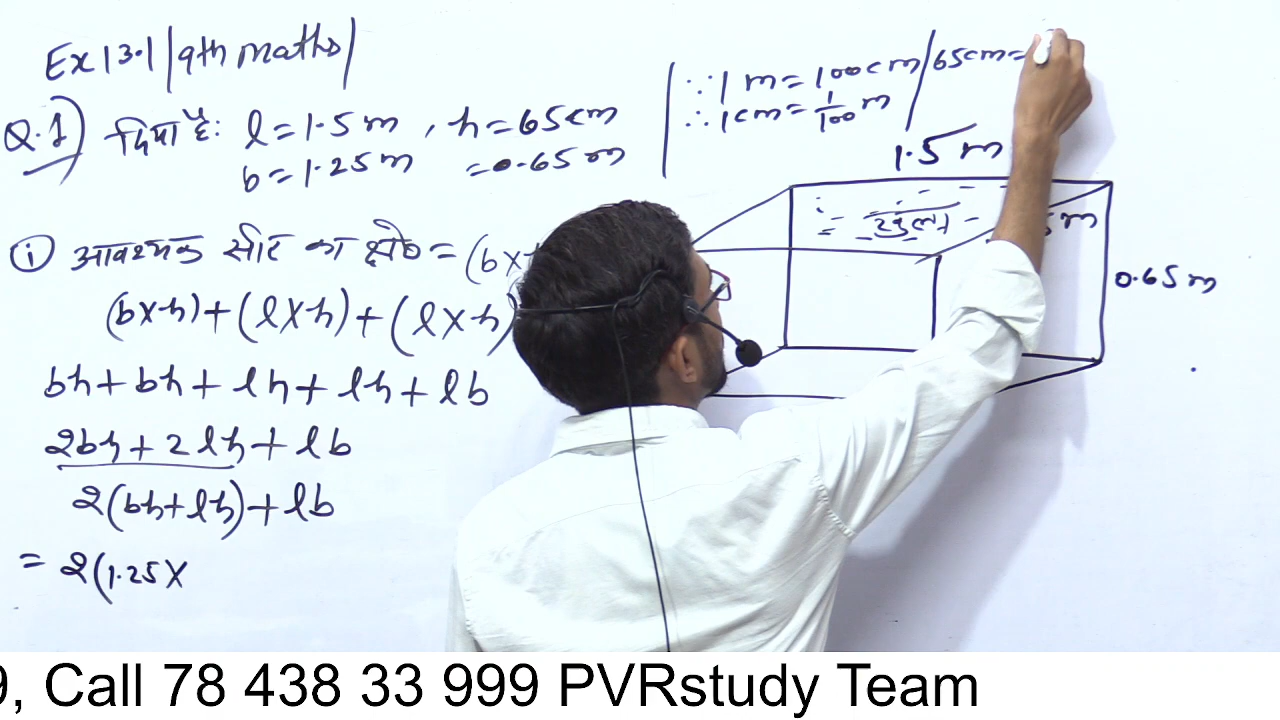 Ex 13.1 | 9th maths |
Q.1) दिया है: l = 1.5 m , h = 65 cm
b = 1.25 m = 0.65 m
∵ 1 m = 100 cm / 65 cm =
∴ 1 cm = 1/100 m
1.5 m
खुला
5 m
0.65 m
(i) आवश्यक सीट का क्षे० = (b×
(b×h) + (l×h) + (l×h)
bh + bh + lh + lh + lb
2bh + 2lh + lb
2(bh + lh) + lb
= 2(1.25 ×
9, Call 78 438 33 999 PVRstudy Team